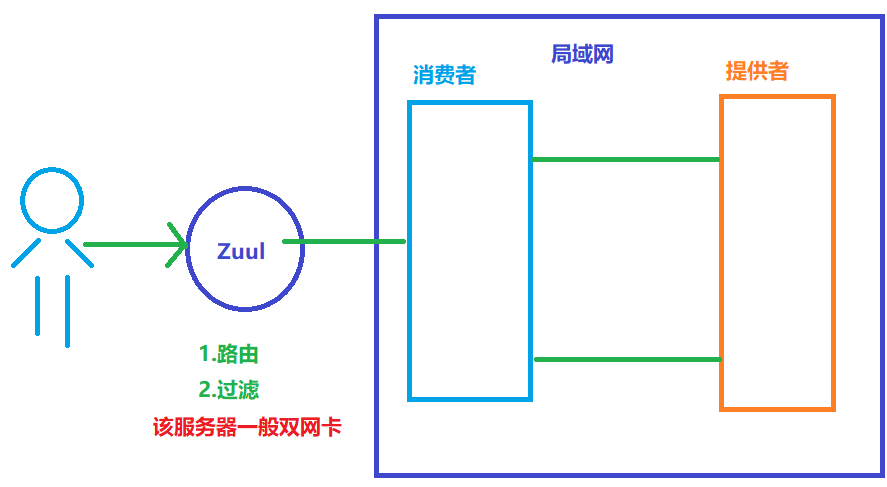 局域网
消费者
提供者
Zuul
1.路由
2.过滤
该服务器一般双网卡